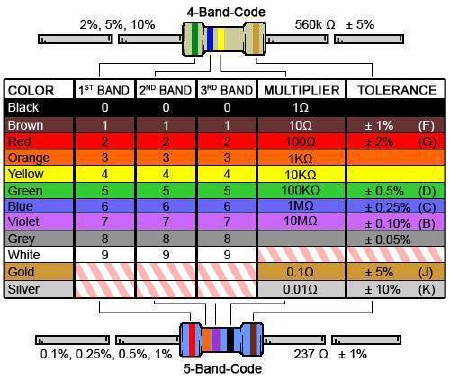 4-Band-Code
2%, 5%, 10% 560k Ω ± 5%
COLOR 1ST BAND 2ND BAND 3RD BAND MULTIPLIER TOLERANCE
Black 0 0 0 1Ω
Brown 1 1 1 10Ω ± 1% (F)
Red 2 2 2 100Ω ± 2% (G)
Orange 3 3 3 1KΩ
Yellow 4 4 4 10KΩ
Green 5 5 5 100KΩ ± 0.5% (D)
Blue 6 6 6 1MΩ ± 0.25% (C)
Violet 7 7 7 10MΩ ± 0.10% (B)
Grey 8 8 8 ± 0.05%
White 9 9 9
Gold 0.1Ω ± 5% (J)
Silver 0.01Ω ± 10% (K)
0.1%, 0.25%, 0.5%, 1% 237 Ω ± 1%
5-Band-Code